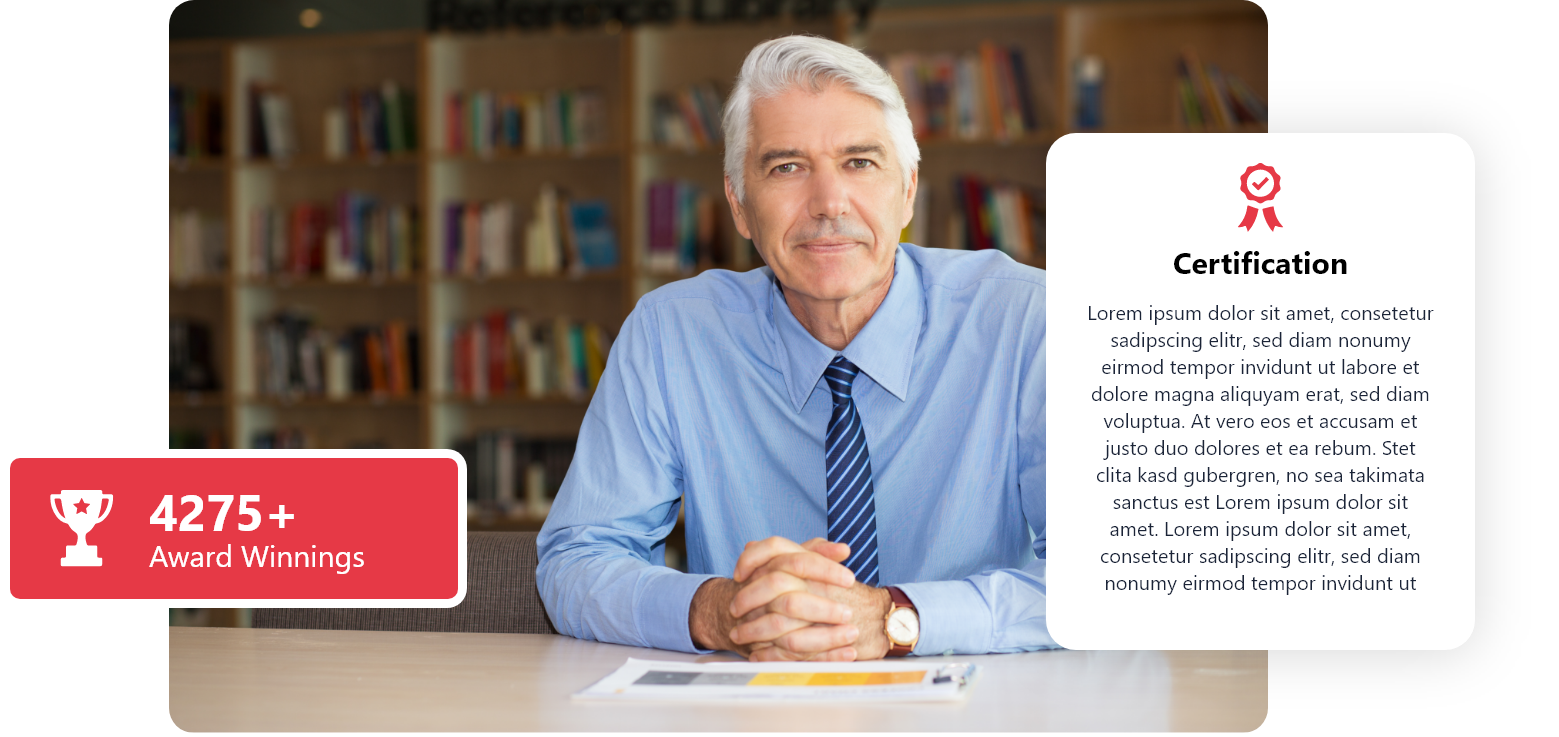 Reference Library
Certification
Lorem ipsum dolor sit amet, consetetur
sadipscing elitr, sed diam nonumy
eirmod tempor invidunt ut labore et
dolore magna aliquyam erat, sed diam
voluptua. At vero eos et accusam et
justo duo dolores et ea rebum. Stet
clita kasd gubergren, no sea takimata
sanctus est Lorem ipsum dolor sit
amet. Lorem ipsum dolor sit amet,
consetetur sadipscing elitr, sed diam
nonumy eirmod tempor invidunt ut
4275+
Award Winnings